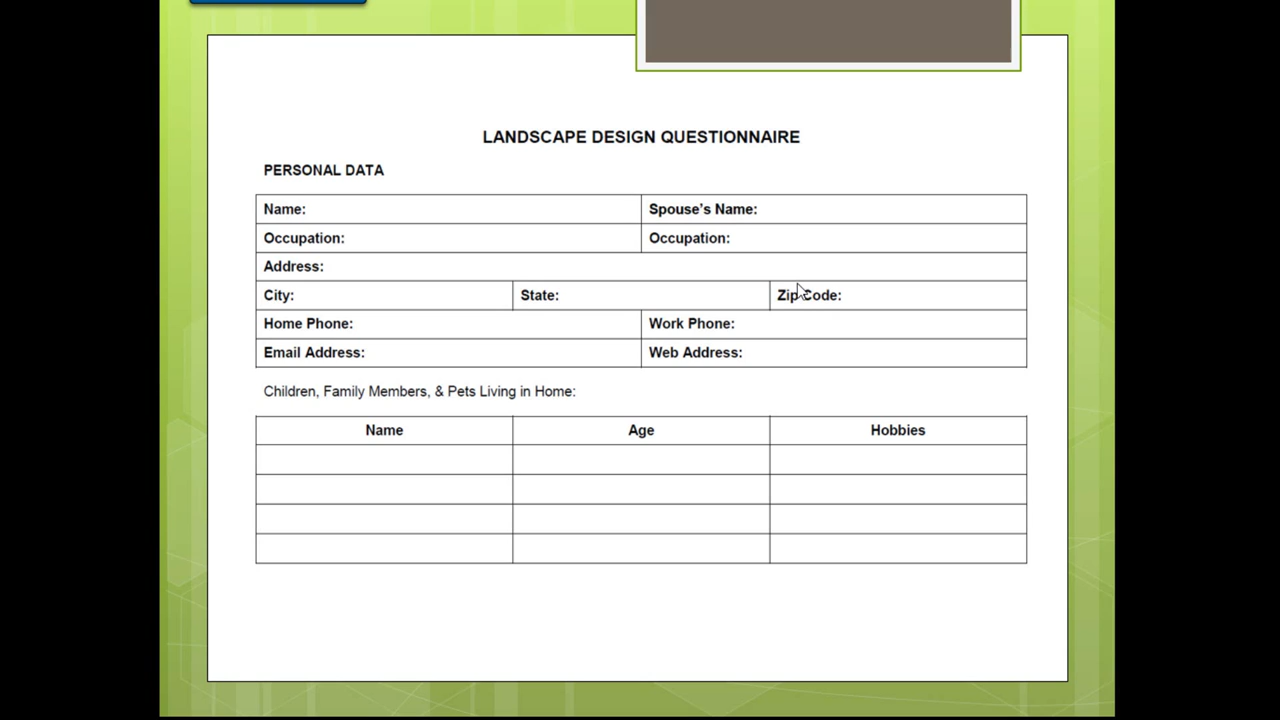 LANDSCAPE DESIGN QUESTIONNAIRE
PERSONAL DATA
Name: Spouse’s Name:
Occupation: Occupation:
Address:
City: State: Zip Code:
Home Phone: Work Phone:
Email Address: Web Address:
Children, Family Members, & Pets Living in Home:
Name Age Hobbies